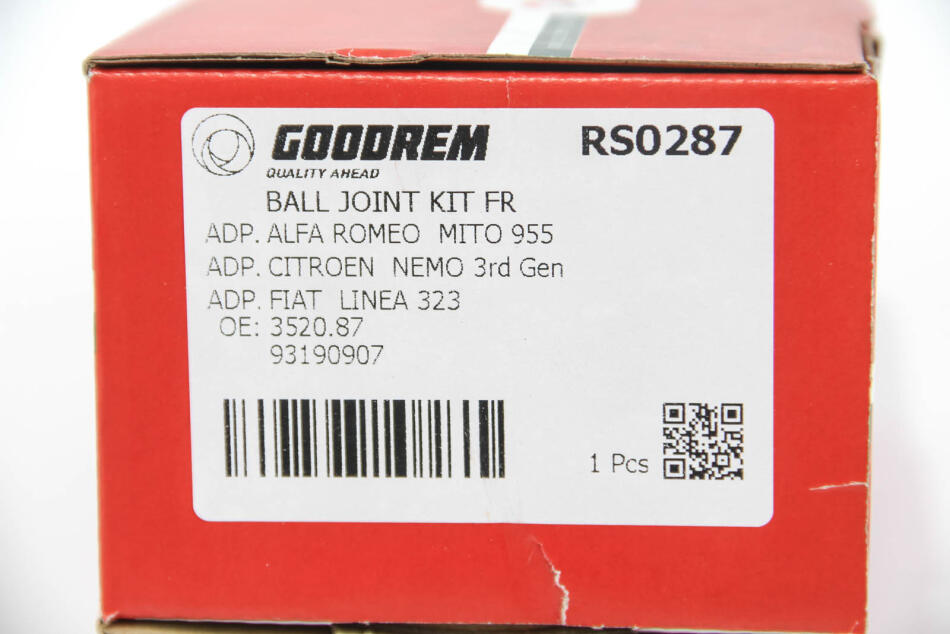 GOODREM
RS0287
QUALITY AHEAD
BALL JOINT KIT FR
ADP. ALFA ROMEO MITO 955
ADP. CITROEN NEMO 3rd Gen
ADP. FIAT LINEA 323
OE: 3520.87
93190907
1 Pcs